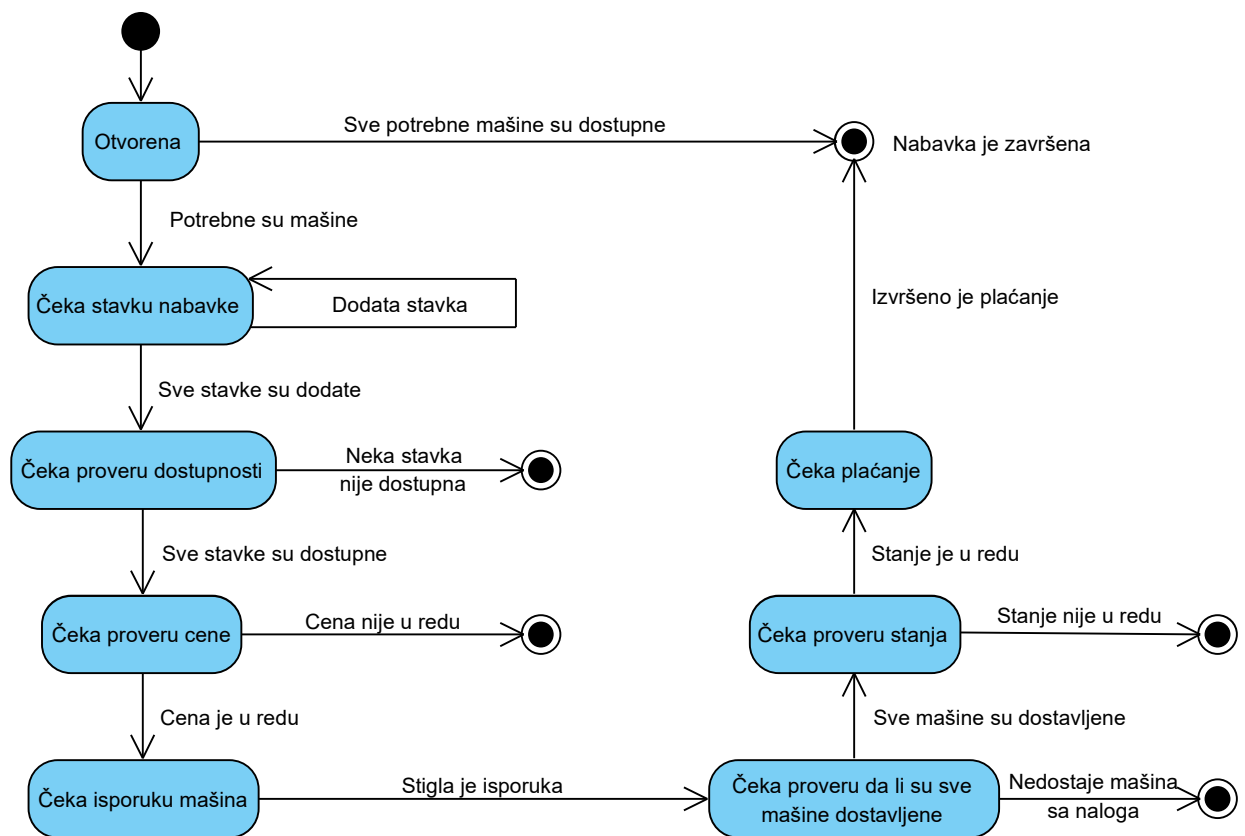 Otvorena
Sve potrebne mašine su dostupne
Nabavka je završena
Potrebne su mašine
Čeka stavku nabavke
Dodata stavka
Izvršeno je plaćanje
Sve stavke su dodate
Čeka proveru dostupnosti
Neka stavka
nije dostupna
Čeka plaćanje
Sve stavke su dostupne
Stanje je u redu
Čeka proveru cene
Cena nije u redu
Čeka proveru stanja
Stanje nije u redu
Cena je u redu
Sve mašine su dostavljene
Čeka isporuku mašina
Stigla je isporuka
Čeka proveru da li su sve
mašine dostavljene
Nedostaje mašina
sa naloga